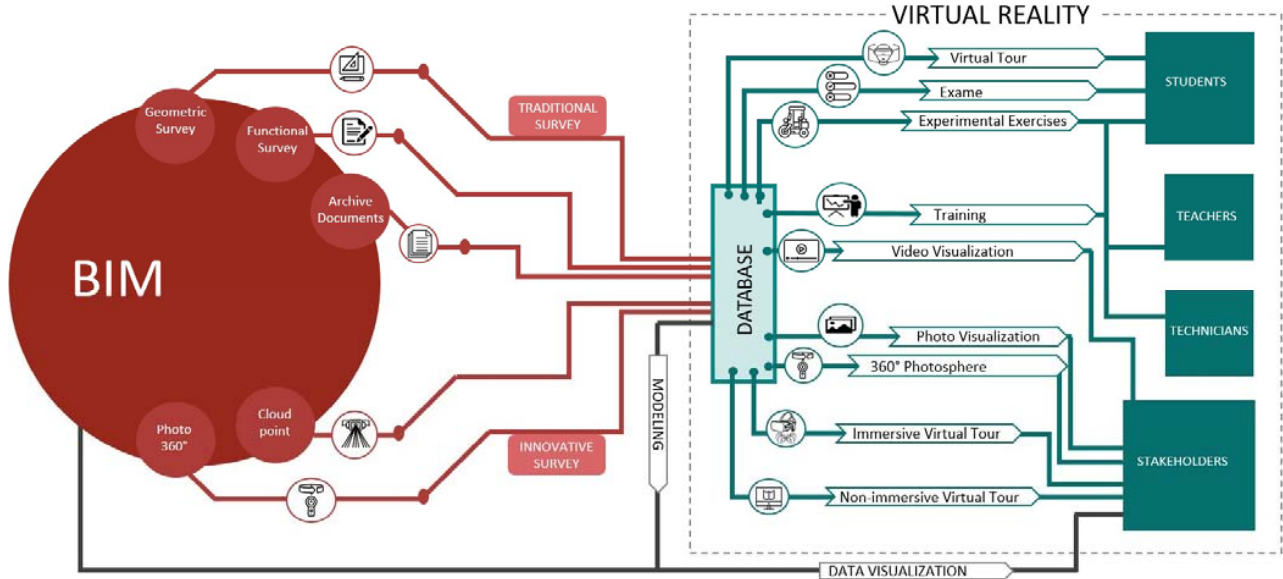 VIRTUAL REALITY
Geometric
Survey
Functional
Survey
Archive
Documents
BIM
Cloud
point
Photo
360°
TRADITIONAL
SURVEY
INNOVATIVE
SURVEY
MODELING
DATABASE
Virtual Tour
Exame
Experimental Exercises
Training
Video Visualization
Photo Visualization
360° Photosphere
Immersive Virtual Tour
Non-immersive Virtual Tour
STUDENTS
TEACHERS
TECHNICIANS
STAKEHOLDERS
DATA VISUALIZATION